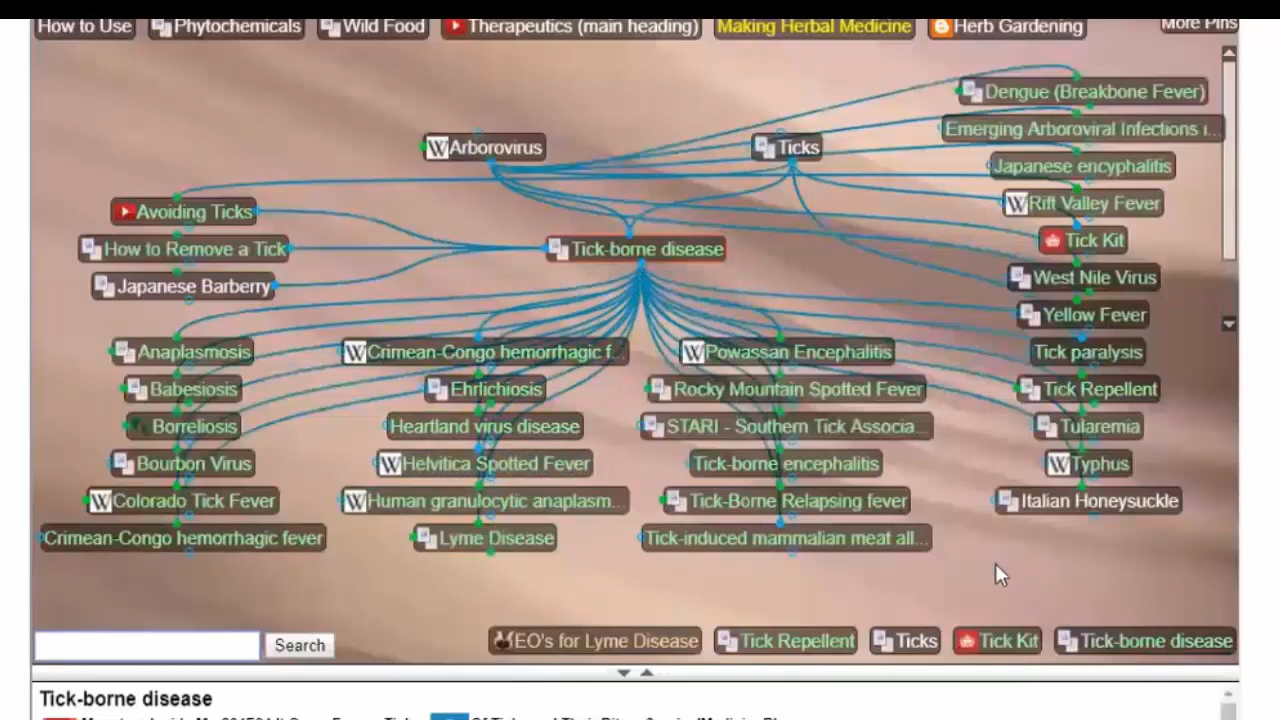 How to Use Phytochemicals Wild Food Therapeutics (main heading) Making Herbal Medicine Herb Gardening More Pins
Dengue (Breakbone Fever)
Emerging Arboroviral Infections i...
Arborovirus Ticks
Japanese encyphalitis
Rift Valley Fever
Avoiding Ticks
Tick Kit
How to Remove a Tick Tick-borne disease
West Nile Virus
Japanese Barberry
Yellow Fever
Anaplasmosis Crimean-Congo hemorrhagic f... Powassan Encephalitis Tick paralysis
Babesiosis Ehrlichiosis Rocky Mountain Spotted Fever Tick Repellent
Borreliosis Heartland virus disease STARI - Southern Tick Associa... Tularemia
Bourbon Virus Helvitica Spotted Fever Tick-borne encephalitis Typhus
Colorado Tick Fever Human granulocytic anaplasm... Tick-Borne Relapsing fever Italian Honeysuckle
Crimean-Congo hemorrhagic fever Lyme Disease Tick-induced mammalian meat all...
Search EO's for Lyme Disease Tick Repellent Ticks Tick Kit Tick-borne disease
Tick-borne disease